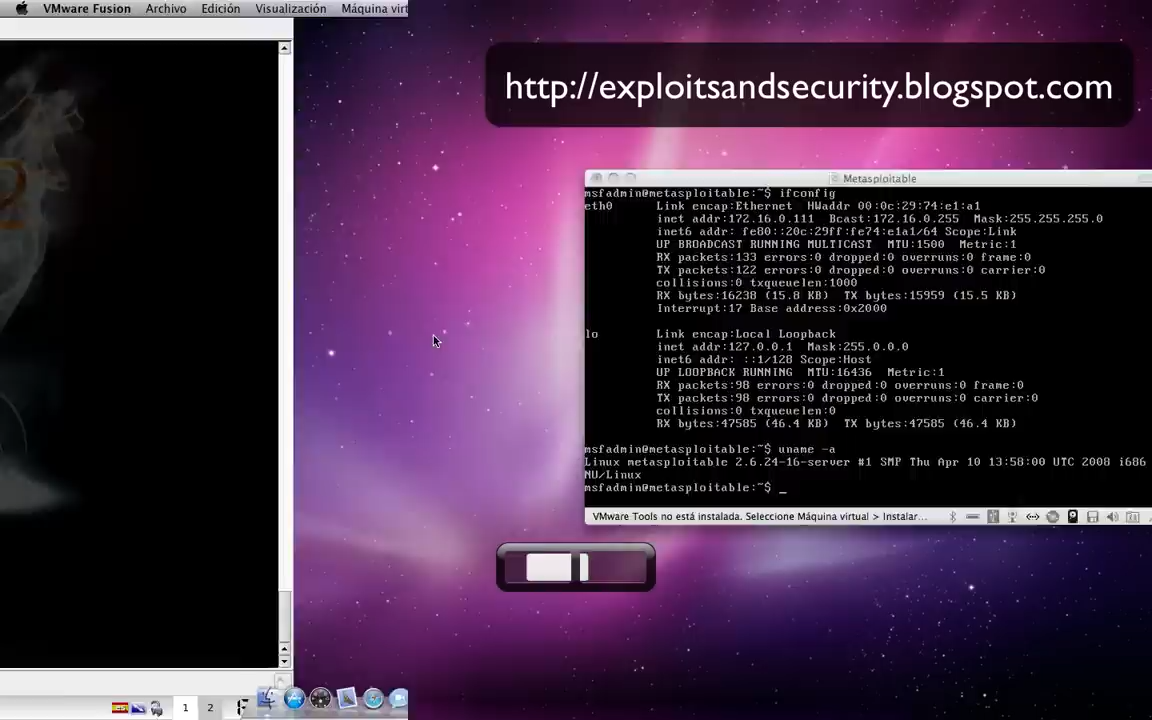 VMware Fusion Archivo Edición Visualización Máquina virt
http://exploitsandsecurity.blogspot.com
Metasploitable
msfadmin@metasploitable:~$ ifconfig
eth0 Link encap:Ethernet HWaddr 00:0c:29:74:e1:a1
inet addr:172.16.0.111 Bcast:172.16.0.255 Mask:255.255.255.0
inet6 addr: fe80::20c:29ff:fe74:e1a1/64 Scope:Link
UP BROADCAST RUNNING MULTICAST MTU:1500 Metric:1
RX packets:133 errors:0 dropped:0 overruns:0 frame:0
TX packets:122 errors:0 dropped:0 overruns:0 carrier:0
collisions:0 txqueuelen:1000
RX bytes:16238 (15.8 KB) TX bytes:15959 (15.5 KB)
Interrupt:17 Base address:0x2000
lo Link encap:Local Loopback
inet addr:127.0.0.1 Mask:255.0.0.0
inet6 addr: ::1/128 Scope:Host
UP LOOPBACK RUNNING MTU:16436 Metric:1
RX packets:98 errors:0 dropped:0 overruns:0 frame:0
TX packets:98 errors:0 dropped:0 overruns:0 carrier:0
collisions:0 txqueuelen:0
RX bytes:47585 (46.4 KB) TX bytes:47585 (46.4 KB)
msfadmin@metasploitable:~$ uname -a
Linux metasploitable 2.6.24-16-server #1 SMP Thu Apr 10 13:58:00 UTC 2008 i686
NU/Linux
msfadmin@metasploitable:~$ _
VMware Tools no está instalada. Seleccione Máquina virtual > Instalar...
1 2